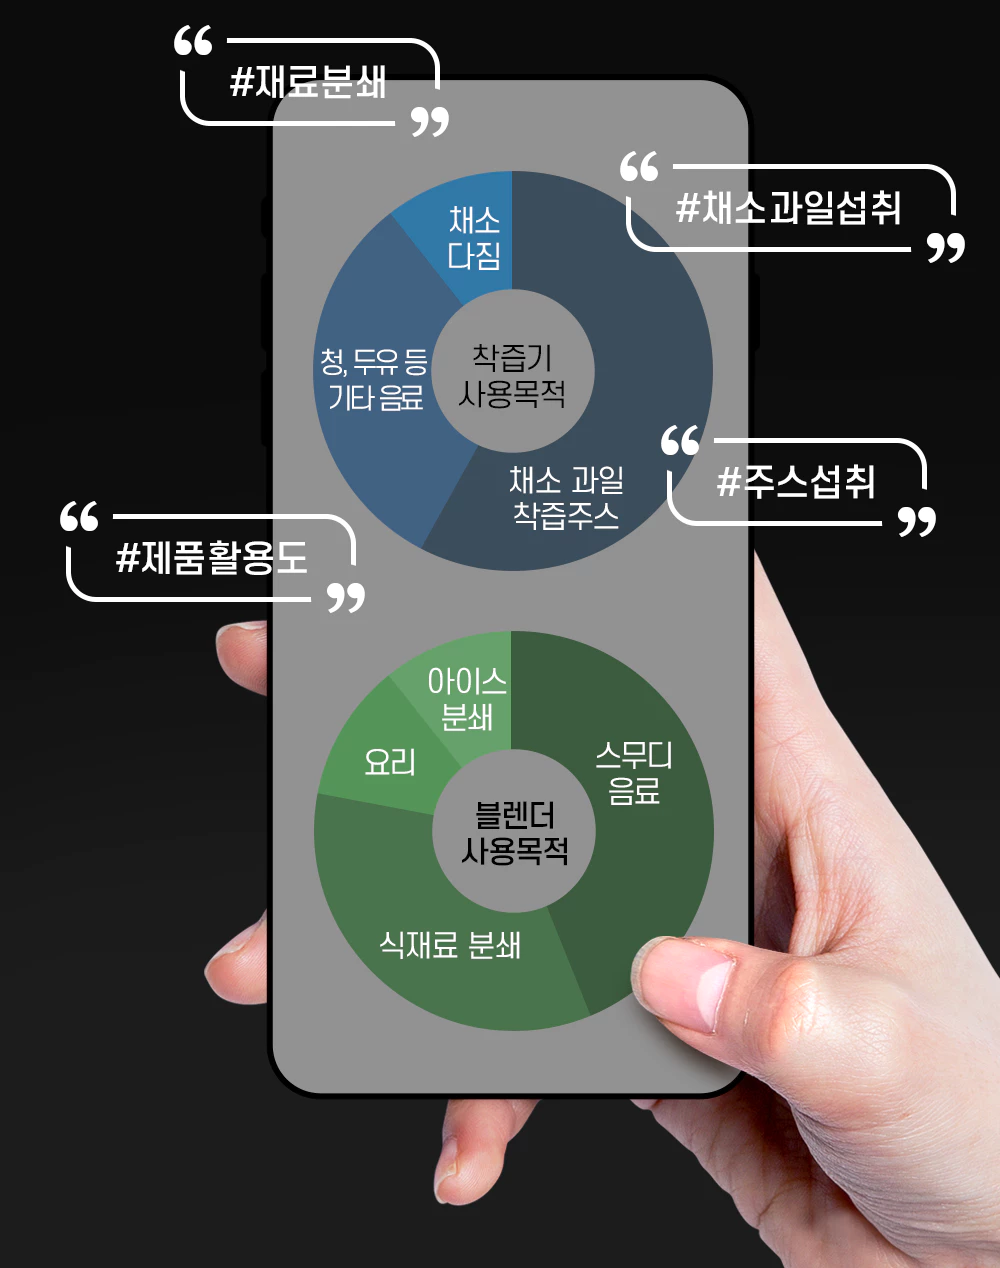 #재료분쇄
#채소과일섭취
채소
다짐
청, 두유 등
기타 음료
착즙기
사용목적
채소 과일
착즙주스
#주스섭취
#제품활용도
아이스
분쇄
요리
스무디
음료
블렌더
사용목적
식재료 분쇄